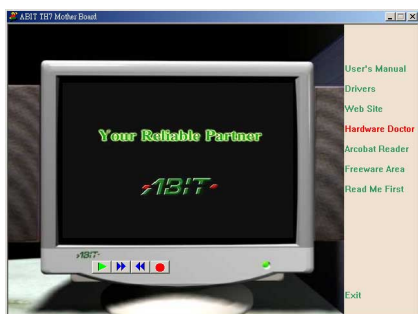 ABIT TH7 Mother Board
User's Manual
Drivers
Web Site
Hardware Doctor
Arcobat Reader
Freeware Area
Read Me First
Your Reliable Partner
ABIT
ABIT
Exit